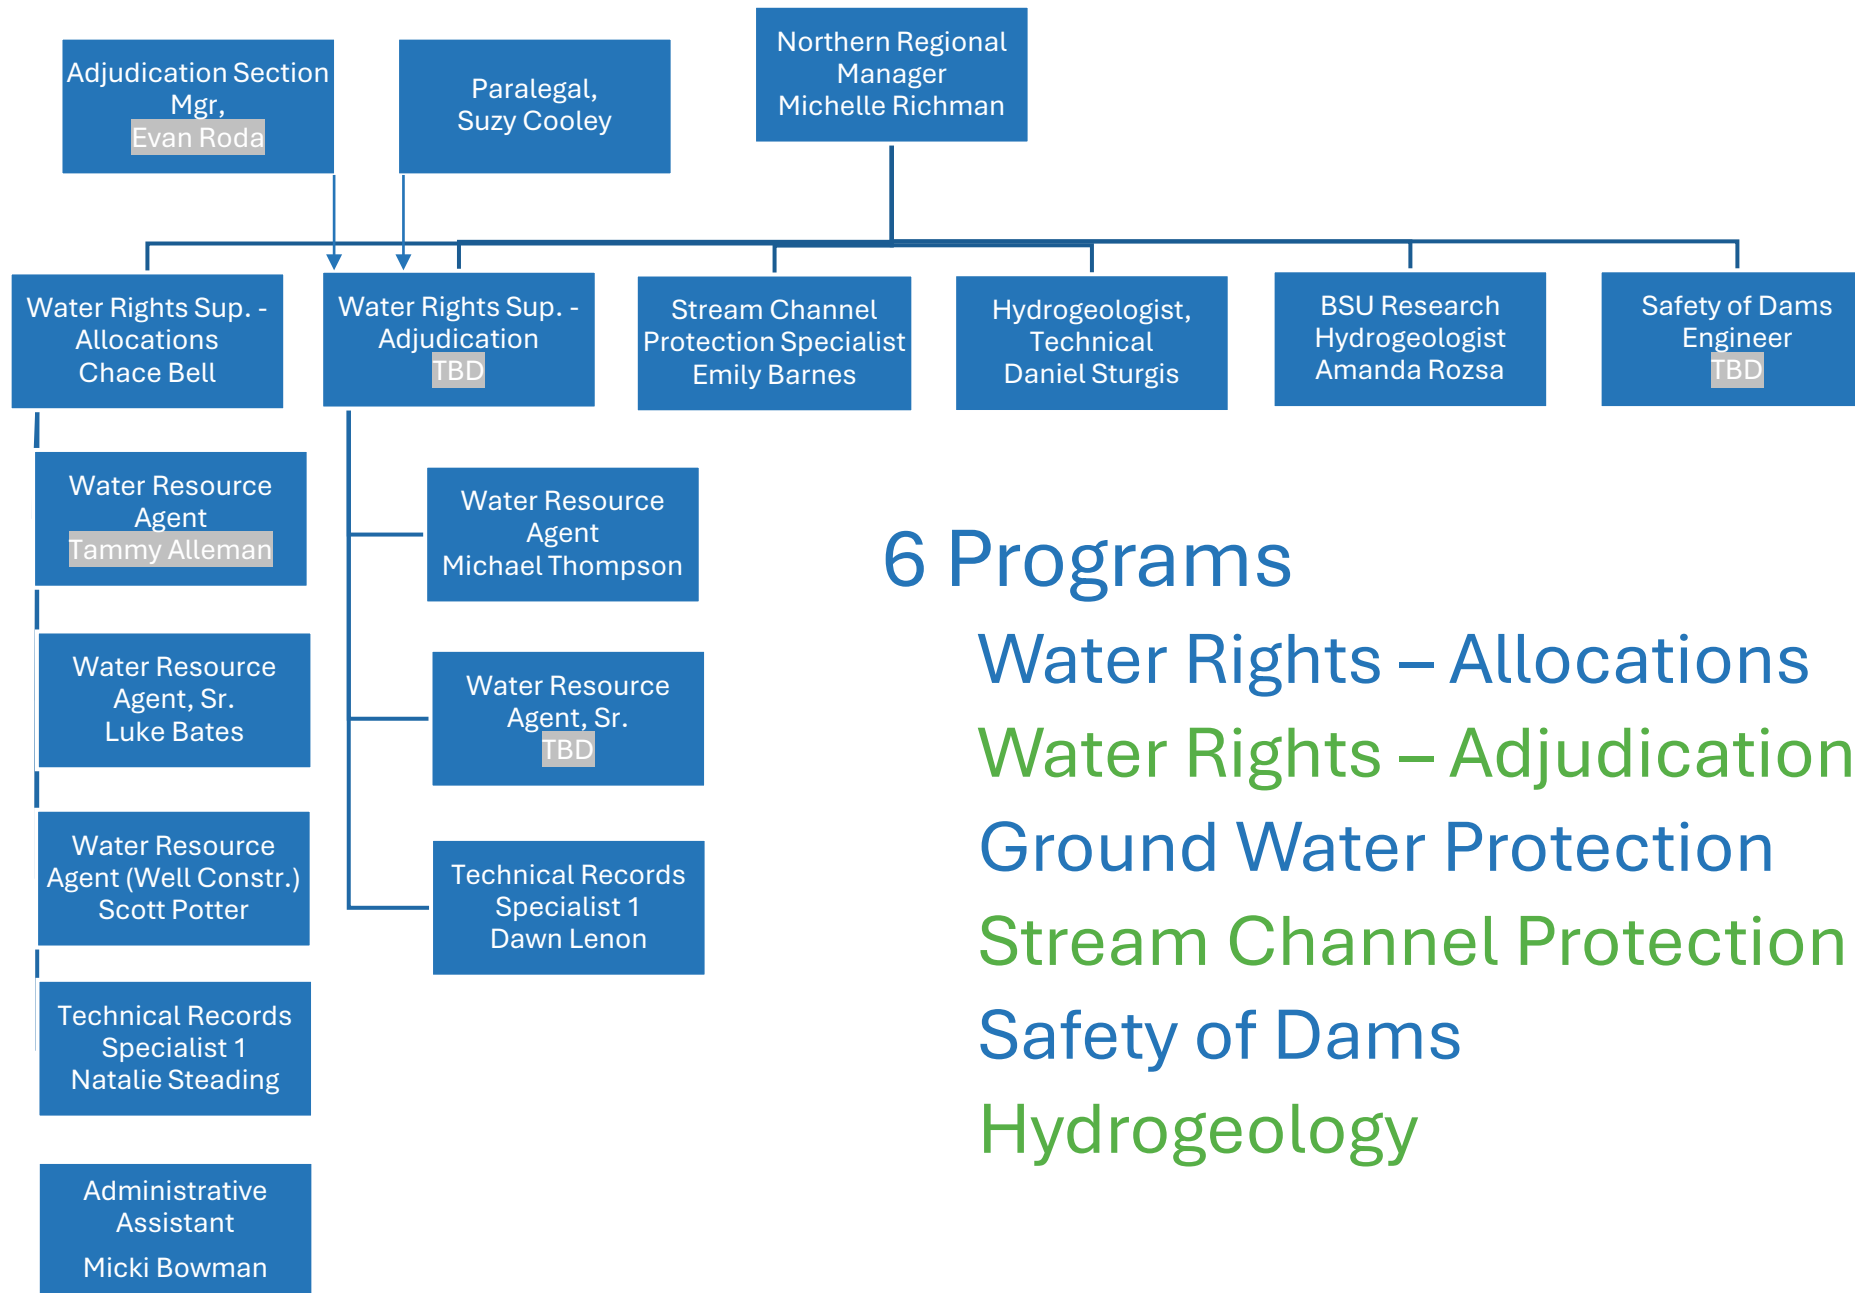 Adjudication Section
Mgr,
Evan Roda
Paralegal,
Suzy Cooley
Northern Regional
Manager
Michelle Richman
Water Rights Sup. -
Allocations
Chace Bell
Water Rights Sup. -
Adjudication
TBD
Stream Channel
Protection Specialist
Emily Barnes
Hydrogeologist,
Technical
Daniel Sturgis
BSU Research
Hydrogeologist
Amanda Rozsa
Safety of Dams
Engineer
TBD
Water Resource
Agent
Tammy Alleman
Water Resource
Agent, Sr.
Luke Bates
Water Resource
Agent (Well Constr.)
Scott Potter
Technical Records
Specialist 1
Natalie Steading
Administrative
Assistant
Micki Bowman
Water Resource
Agent
Michael Thompson
Water Resource
Agent, Sr.
TBD
Technical Records
Specialist 1
Dawn Lenon
6 Programs
Water Rights – Allocations
Water Rights – Adjudication
Ground Water Protection
Stream Channel Protection
Safety of Dams
Hydrogeology